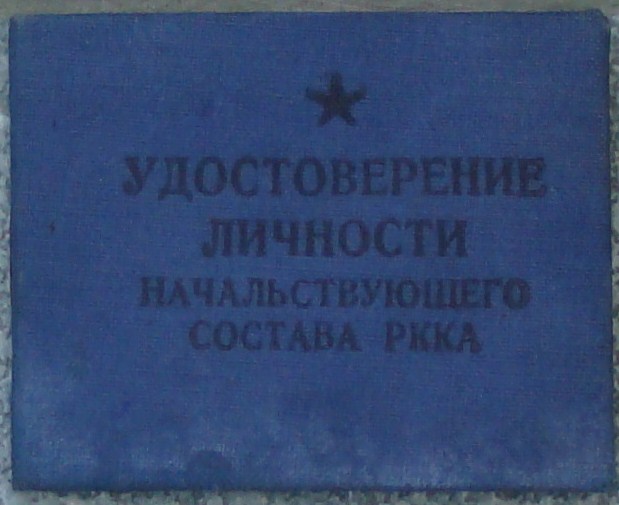 УДОСТОВЕРЕНИЕ
ЛИЧНОСТИ
НАЧАЛЬСТВУЮЩЕГО
СОСТАВА РККА